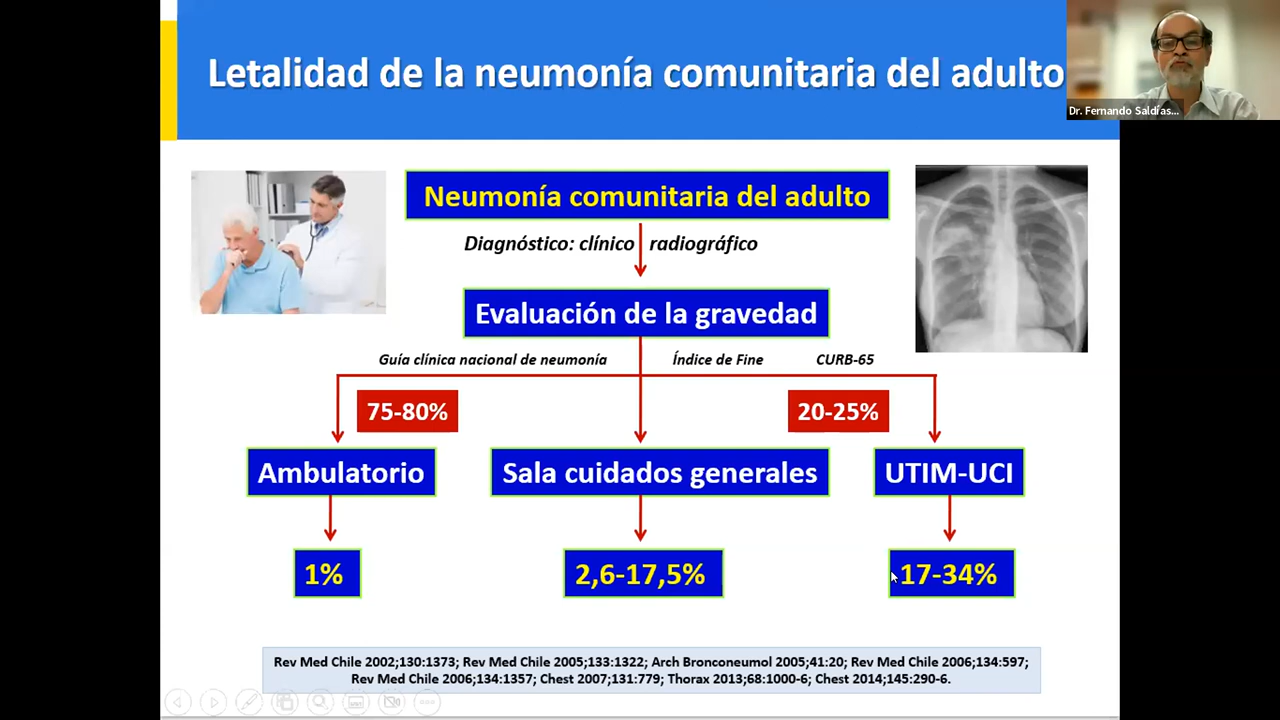 Letalidad de la neumonía comunitaria del adulto
Dr. Fernando Saldías...
Neumonía comunitaria del adulto
Diagnóstico: clínico radiográfico
Evaluación de la gravedad
Guía clínica nacional de neumonía Índice de Fine CURB-65
75-80% 20-25%
Ambulatorio Sala cuidados generales UTIM-UCI
1% 2,6-17,5% 17-34%
Rev Med Chile 2002;130:1373; Rev Med Chile 2005;133:1322; Arch Bronconeumol 2005;41:20; Rev Med Chile 2006;134:597;
Rev Med Chile 2006;134:1357; Chest 2007;131:779; Thorax 2013;68:1000-6; Chest 2014;145:290-6.